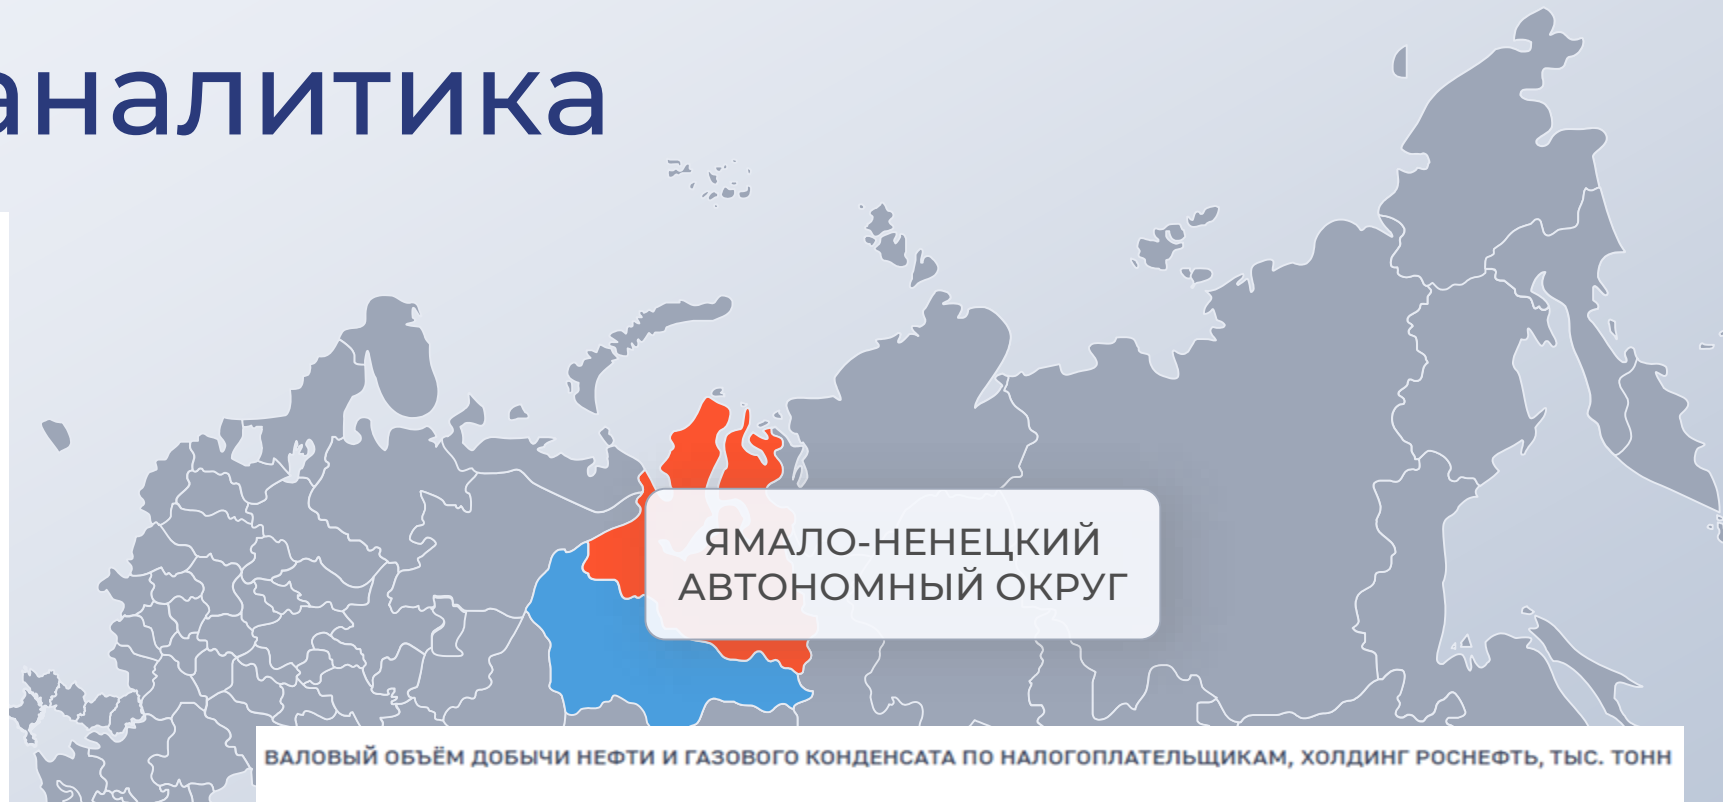 аналитика
ЯМАЛО-НЕНЕЦКИЙ
АВТОНОМНЫЙ ОКРУГ
ВАЛОВЫЙ ОБЪЁМ ДОБЫЧИ НЕФТИ И ГАЗОВОГО КОНДЕНСАТА ПО НАЛОГОПЛАТЕЛЬЩИКАМ, ХОЛДИНГ РОСНЕФТЬ, ТЫС. ТОНН